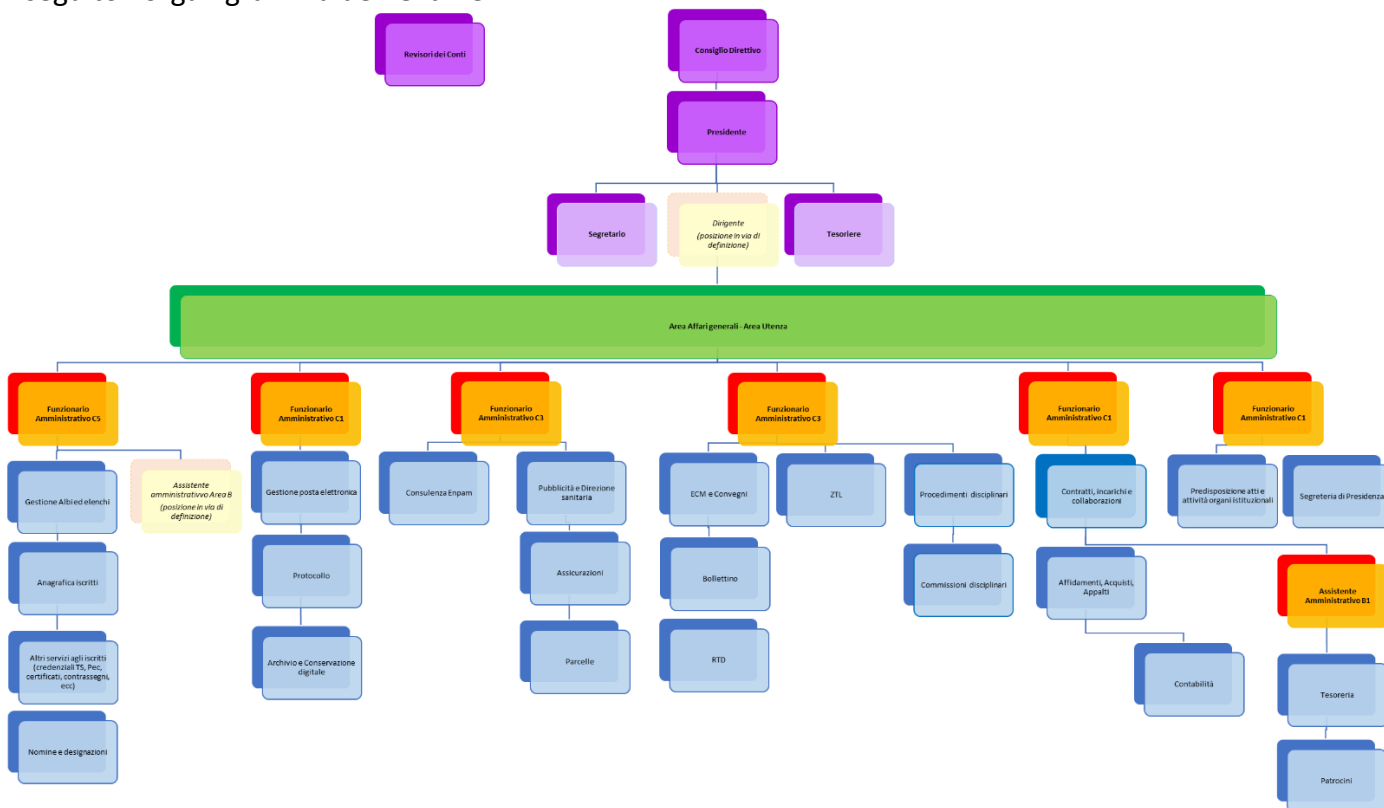 Revisori dei Conti
Consiglio Direttivo
Presidente
Segretario
Dirigente
(posizione in via di
definizione)
Tesoriere
Area Affari generali - Area Utenza
Funzionario
Amministrativo C5
Funzionario
Amministrativo C1
Funzionario
Amministrativo C3
Funzionario
Amministrativo C3
Funzionario
Amministrativo C1
Funzionario
Amministrativo C1
Gestione Albi ed elenchi
Assistente
amministrativvo Area B
(posizione in via di
definizione)
Gestione posta elettronica
Consulenza Enpam
Pubblicità e Direzione
sanitaria
ECM e Convegni
ZTL
Procedimenti disciplinari
Contratti, incarichi e
collaborazioni
Predisposizione atti e
attività organi istituzionali
Segreteria di Presidenza
Anagrafica iscritti
Protocollo
Assicurazioni
Bollettino
Commissioni disciplinari
Affidamenti, Acquisti,
Appalti
Assistente
Amministrativo B1
Altri servizi agli iscritti
(credenziali TS, Pec,
certificati, contrassegni,
ecc)
Archivio e Conservazione
digitale
Parcelle
RTD
Contabilità
Tesoreria
Nomine e designazioni
Patrocini